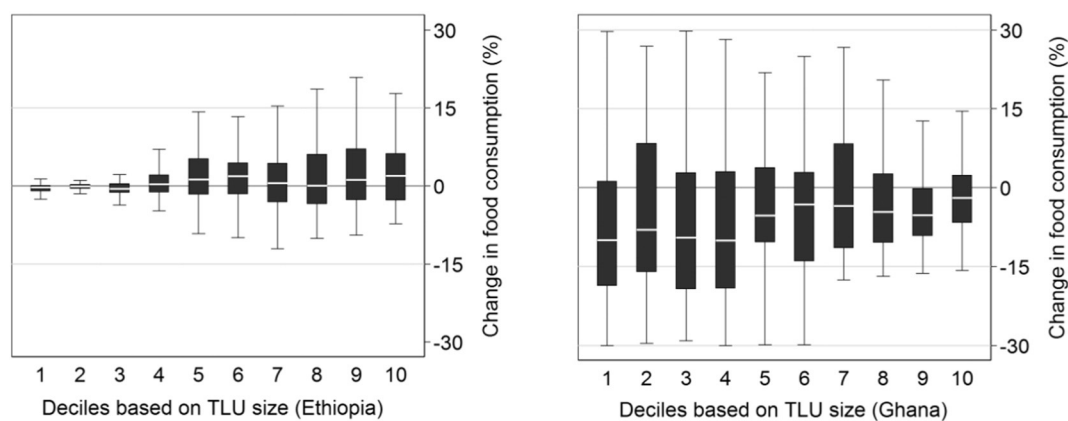 30
15
0
-15
-30
Change in food consumption (%)
1 2 3 4 5 6 7 8 9 10
Deciles based on TLU size (Ethiopia)
30
15
0
-15
-30
Change in food consumption (%)
1 2 3 4 5 6 7 8 9 10
Deciles based on TLU size (Ghana)